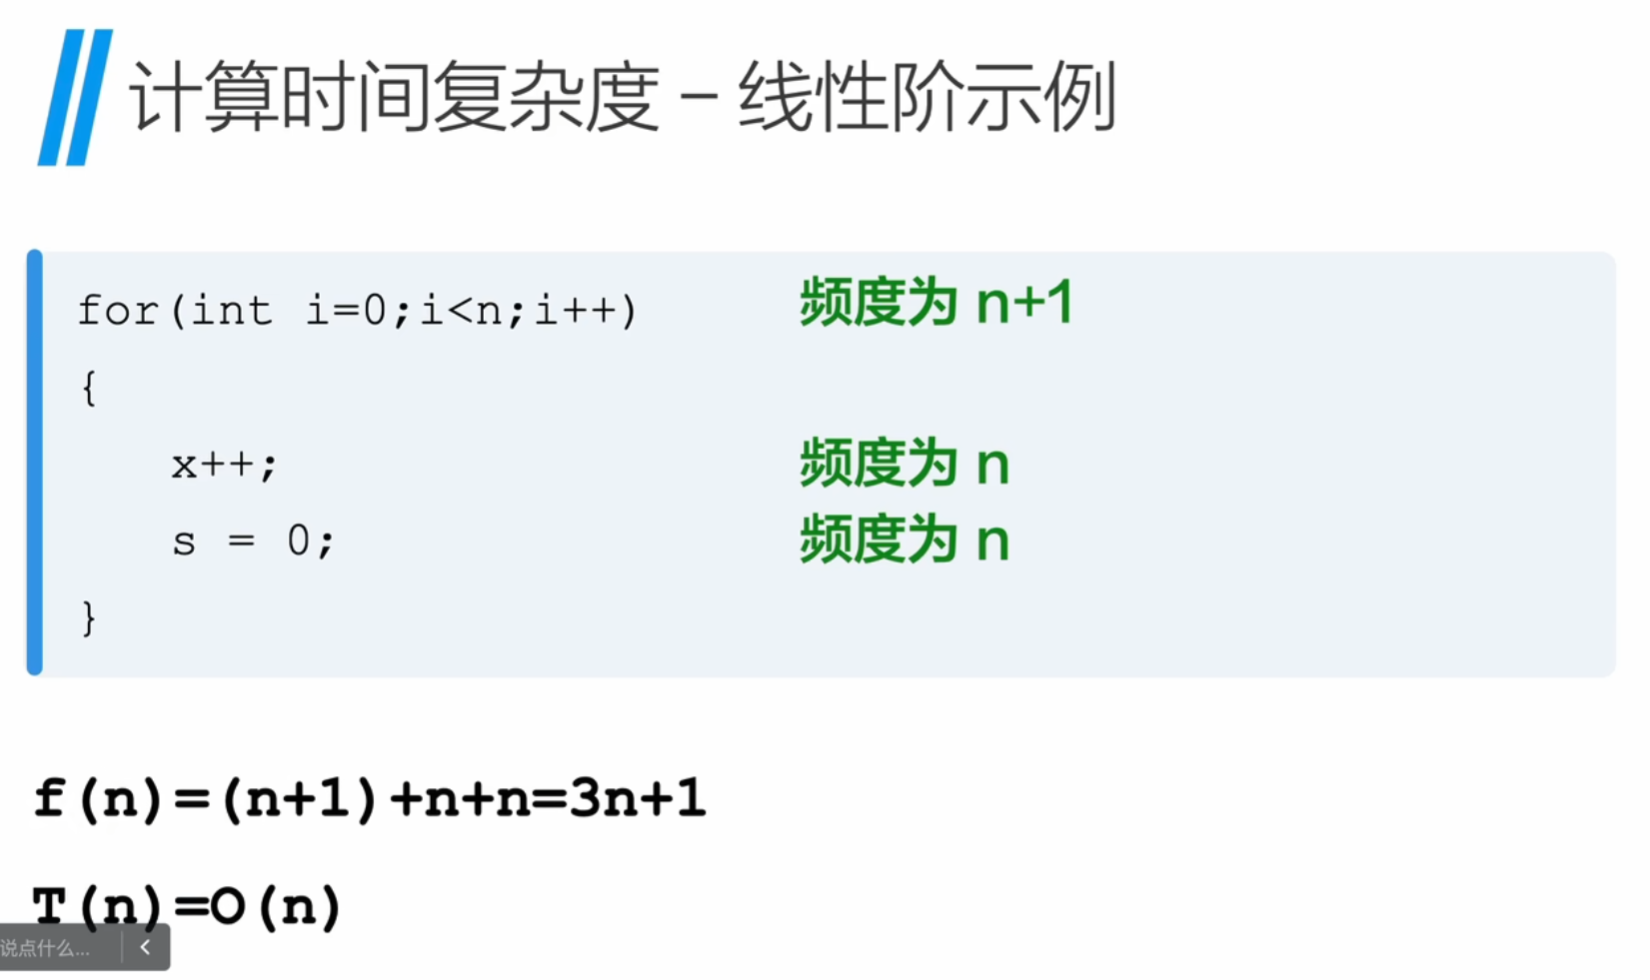 计算时间复杂度 – 线性阶示例
for(int i=0;i<n;i++) 频度为 n+1
{
x++; 频度为 n
s = 0; 频度为 n
}
f(n)=(n+1)+n+n=3n+1
T(n)=O(n)
说点什么...